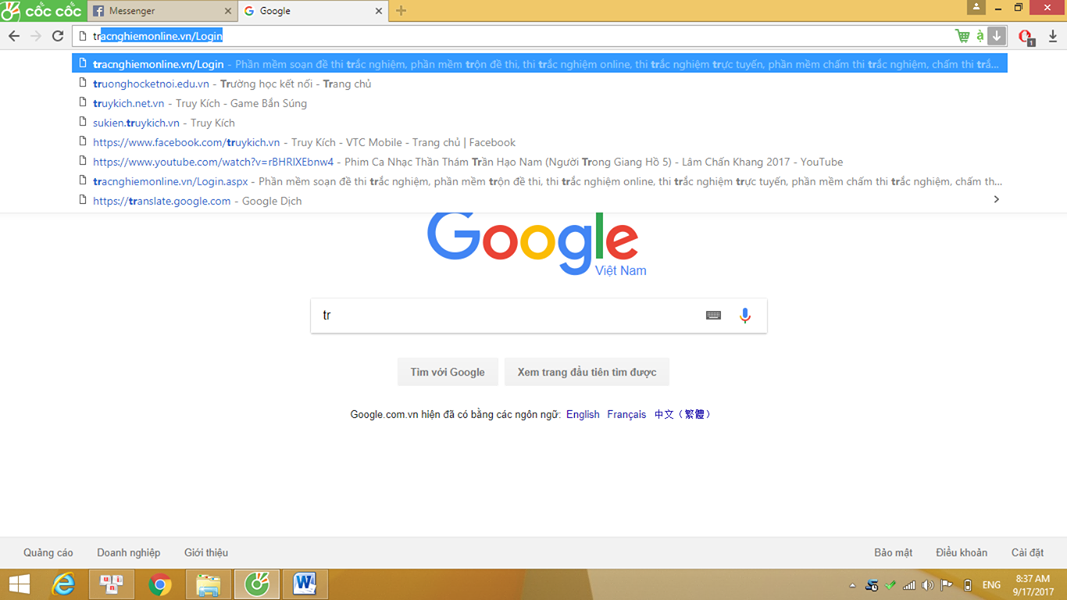 cốc cốc Messenger Google
tracnghiemonline.vn/Login
tracnghiemonline.vn/Login - Phần mềm soạn đề thi trắc nghiệm, phần mềm trộn đề thi, thi trắc nghiệm online, thi trắc nghiệm trực tuyến, phần mềm chấm thi trắc nghiệm, chấm thi trắ...
truonghocketnoi.edu.vn - Trường học kết nối - Trang chủ
truykich.net.vn - Truy Kích - Game Bắn Súng
sukien.truykich.vn - Truy Kích
https://www.facebook.com/truykich.vn - Truy Kích - VTC Mobile - Trang chủ | Facebook
https://www.youtube.com/watch?v=rBHRIXEbnw4 - Phim Ca Nhạc Thần Thám Trần Hạo Nam (Người Trong Giang Hồ 5) - Lâm Chấn Khang 2017 - YouTube
tracnghiemonline.vn/Login.aspx - Phần mềm soạn đề thi trắc nghiệm, phần mềm trộn đề thi, thi trắc nghiệm online, thi trắc nghiệm trực tuyến, phần mềm chấm thi trắc nghiệm, chấm th...
https://translate.google.com - Google Dịch
Google
Việt Nam
tr
Tìm với Google Xem trang đầu tiên tìm được
Google.com.vn hiện đã có bằng các ngôn ngữ: English Français 中文（繁體）
Quảng cáo Doanh nghiệp Giới thiệu Bảo mật Điều khoản Cài đặt
ENG 8:37 AM
9/17/2017